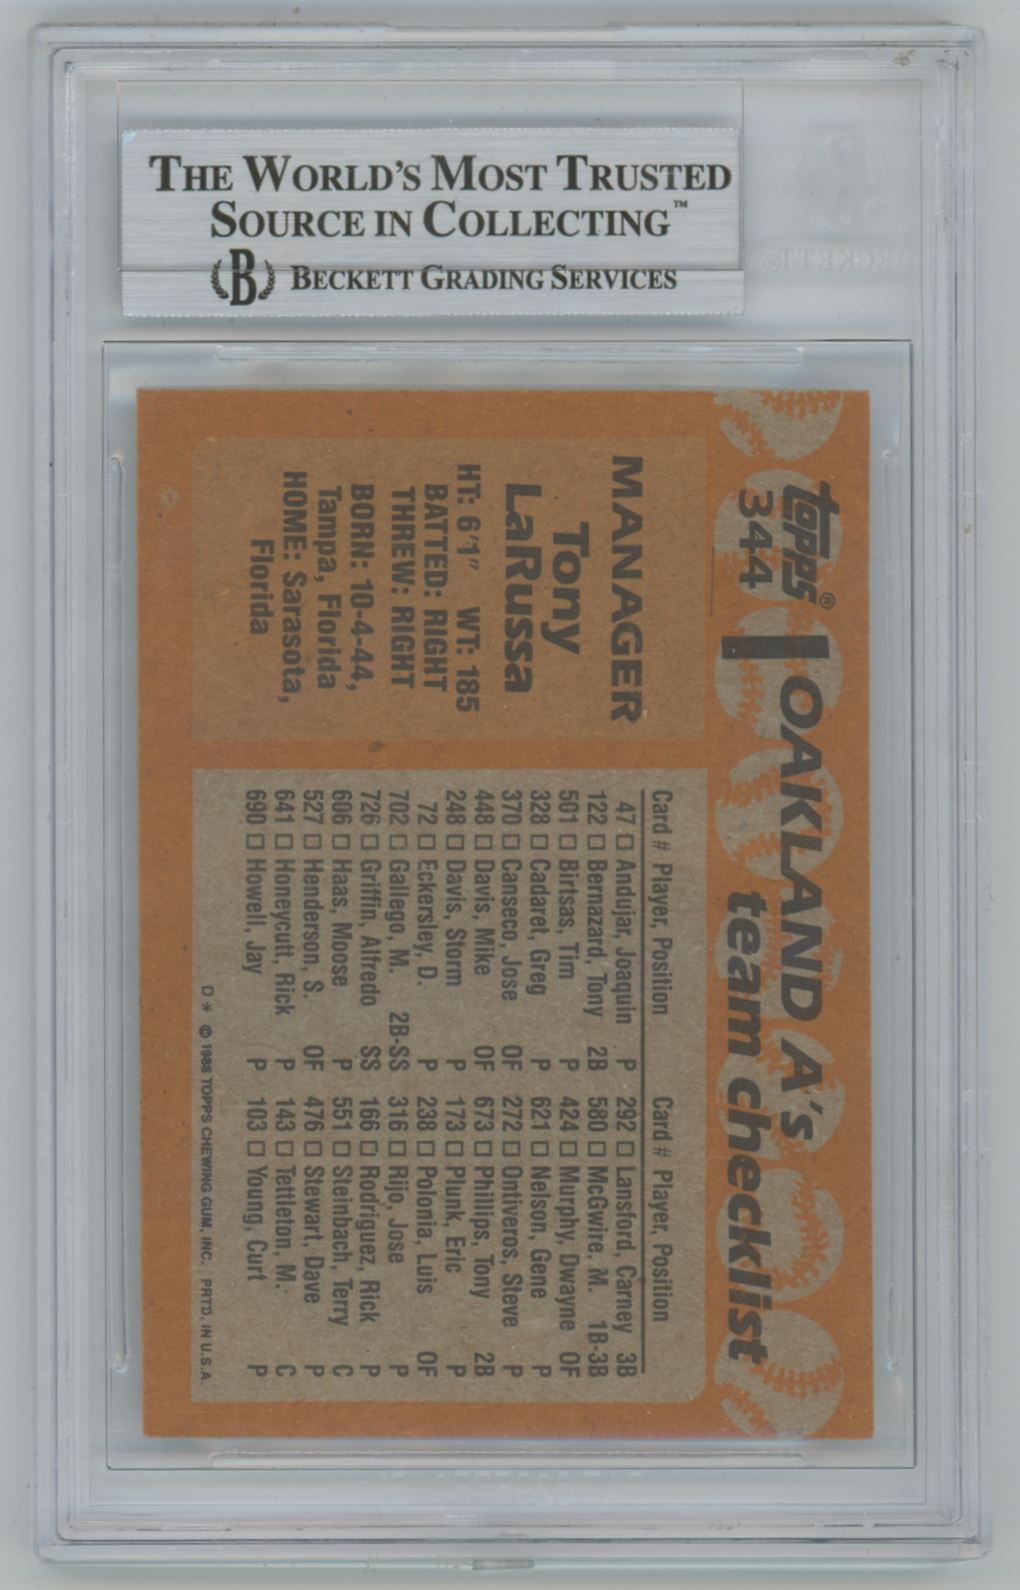 THE WORLD'S MOST TRUSTED
SOURCE IN COLLECTING™
B BECKETT GRADING SERVICES
BECKETT®
topps®
344
OAKLAND A's
team checklist
MANAGER
Tony
LaRussa
HT: 6'1" WT: 185
BATTED: RIGHT
THREW: RIGHT
BORN: 10-4-44,
Tampa, Florida
HOME: Sarasota,
Florida
Card # Player, Position
47 □ Andujar, Joaquin P
122 □ Bernazard, Tony 2B
501 □ Birtsas, Tim P
328 □ Cadaret, Greg P
370 □ Canseco, Jose OF
448 □ Davis, Mike OF
248 □ Davis, Storm P
72 □ Eckersley, D. P
702 □ Gallego, M. 2B-SS
726 □ Griffin, Alfredo SS
606 □ Haas, Moose P
527 □ Henderson, S. OF
641 □ Honeycutt, Rick P
690 □ Howell, Jay P
Card # Player, Position
292 □ Lansford, Carney 3B
580 □ McGwire, M. 1B-3B
424 □ Murphy, Dwayne OF
621 □ Nelson, Gene P
272 □ Ontiveros, Steve P
673 □ Phillips, Tony 2B
173 □ Plunk, Eric P
238 □ Polonia, Luis OF
316 □ Rijo, Jose P
166 □ Rodriguez, Rick P
551 □ Steinbach, Terry C
476 □ Stewart, Dave P
143 □ Tettleton, M. C
103 □ Young, Curt P
D* © 1988 TOPPS CHEWING GUM, INC. PRTD. IN U.S.A.